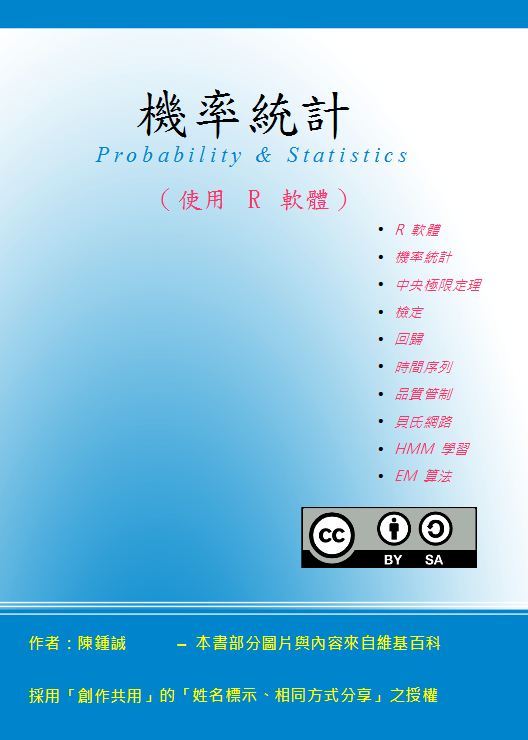 機率統計
Probability & Statistics
（使用 R 軟體）
• R 軟體
• 機率統計
• 中央極限定理
• 檢定
• 回歸
• 時間序列
• 品質管制
• 貝氏網路
• HMM 學習
• EM 算法
cc
BY SA
作者：陳鍾誠 – 本書部分圖片與內容來自維基百科
採用「創作共用」的「姓名標示、相同方式分享」之授權